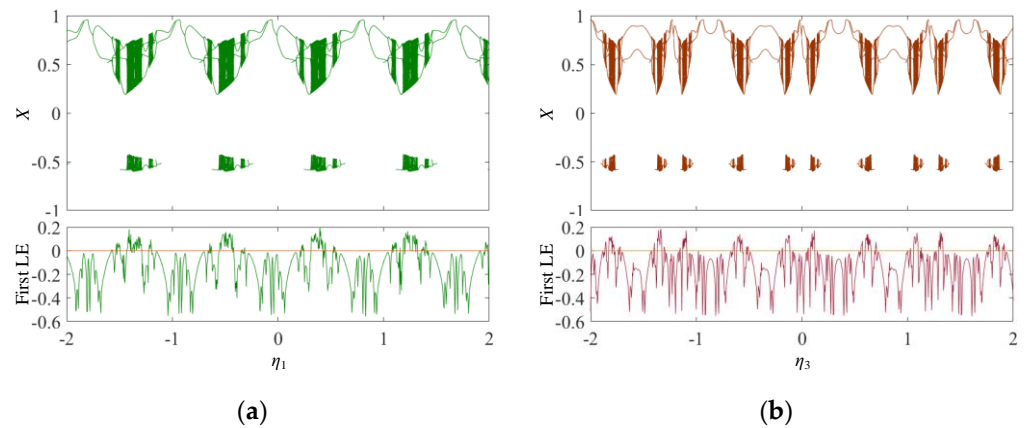 1 1
0.5 0.5
X X
0 0
-0.5 -0.5
-1 -1
0.2 0.2
0 0
First LE First LE
-0.2 -0.2
-0.4 -0.4
-0.6 -0.6
-2 -1 0 1 2 -2 -1 0 1 2
η1 η3
(a) (b)